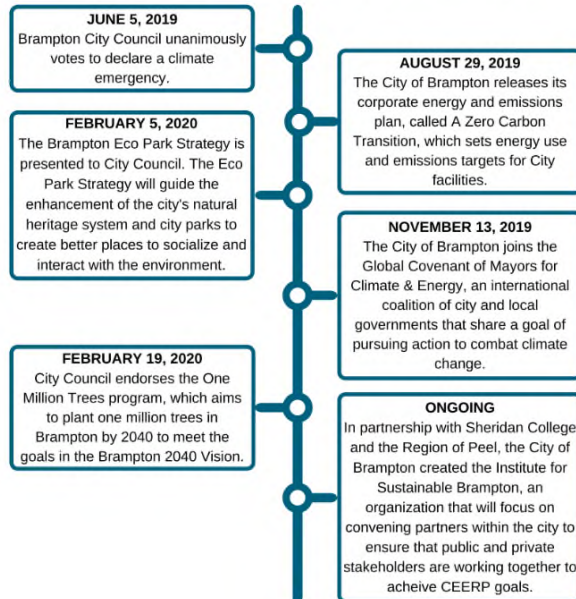 JUNE 5, 2019
Brampton City Council unanimously
votes to declare a climate
emergency.
AUGUST 29, 2019
The City of Brampton releases its
corporate energy and emissions
plan, called A Zero Carbon
Transition, which sets energy use
and emissions targets for City
facilities.
FEBRUARY 5, 2020
The Brampton Eco Park Strategy is
presented to City Council. The Eco
Park Strategy will guide the
enhancement of the city's natural
heritage system and city parks to
create better places to socialize and
interact with the environment.
NOVEMBER 13, 2019
The City of Brampton joins the
Global Covenant of Mayors for
Climate & Energy, an international
coalition of city and local
governments that share a goal of
pursuing action to combat climate
change.
FEBRUARY 19, 2020
City Council endorses the One
Million Trees program, which aims
to plant one million trees in
Brampton by 2040 to meet the
goals in the Brampton 2040 Vision.
ONGOING
In partnership with Sheridan College
and the Region of Peel, the City of
Brampton created the Institute for
Sustainable Brampton, an
organization that will focus on
convening partners within the city to
ensure that public and private
stakeholders are working together to
acheive CEERP goals.